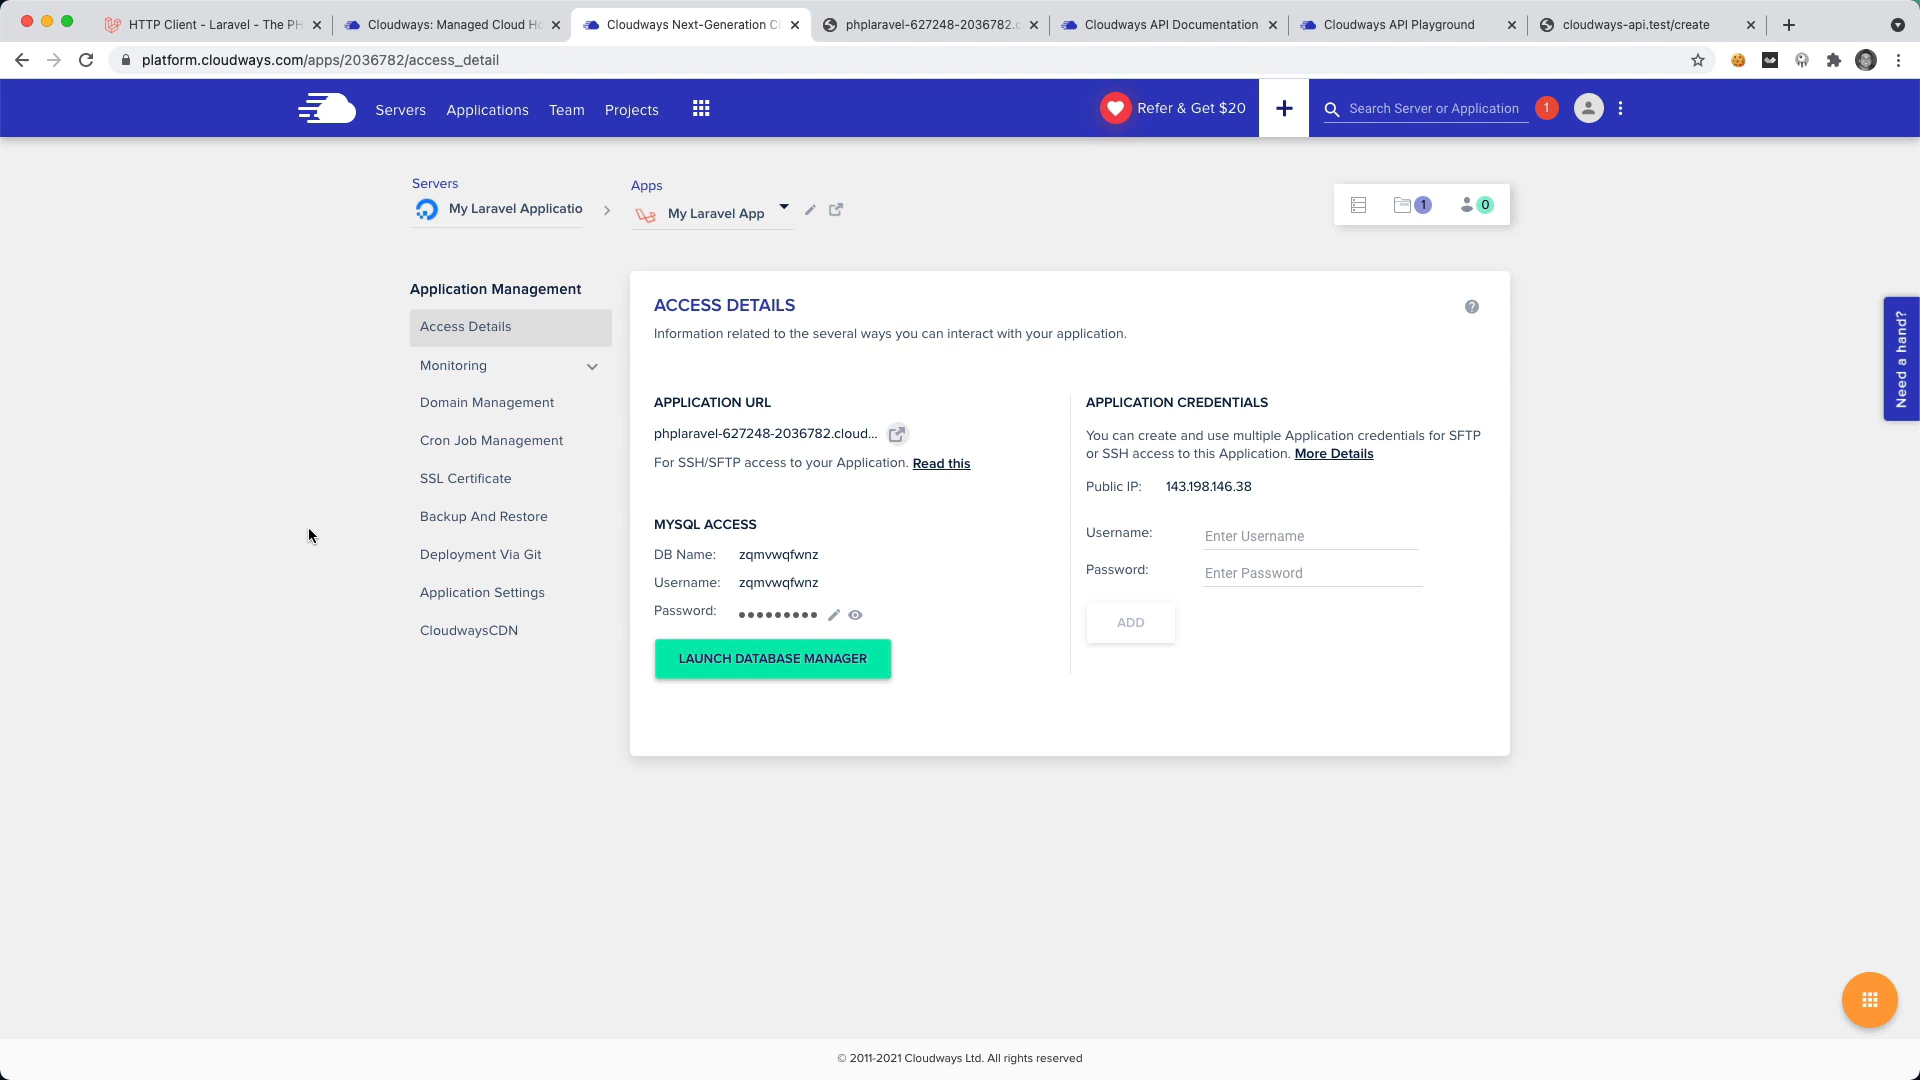 HTTP Client - Laravel - The PH
Cloudways: Managed Cloud Ho
Cloudways Next-Generation Cl
phplaravel-627248-2036782.c
Cloudways API Documentation
Cloudways API Playground
cloudways-api.test/create
platform.cloudways.com/apps/2036782/access_detail
Servers
Applications
Team
Projects
Refer & Get $20
Search Server or Application
1
Servers
My Laravel Applicatio
Apps
My Laravel App
1
0
Application Management
Access Details
Monitoring
Domain Management
Cron Job Management
SSL Certificate
Backup And Restore
Deployment Via Git
Application Settings
CloudwaysCDN
ACCESS DETAILS
Information related to the several ways you can interact with your application.
APPLICATION URL
phplaravel-627248-2036782.cloud...
For SSH/SFTP access to your Application. Read this
MYSQL ACCESS
DB Name: zqmvwqfwnz
Username: zqmvwqfwnz
Password: •••••••••
LAUNCH DATABASE MANAGER
APPLICATION CREDENTIALS
You can create and use multiple Application credentials for SFTP
or SSH access to this Application. More Details
Public IP: 143.198.146.38
Username: Enter Username
Password: Enter Password
ADD
Need a hand?
© 2011-2021 Cloudways Ltd. All rights reserved